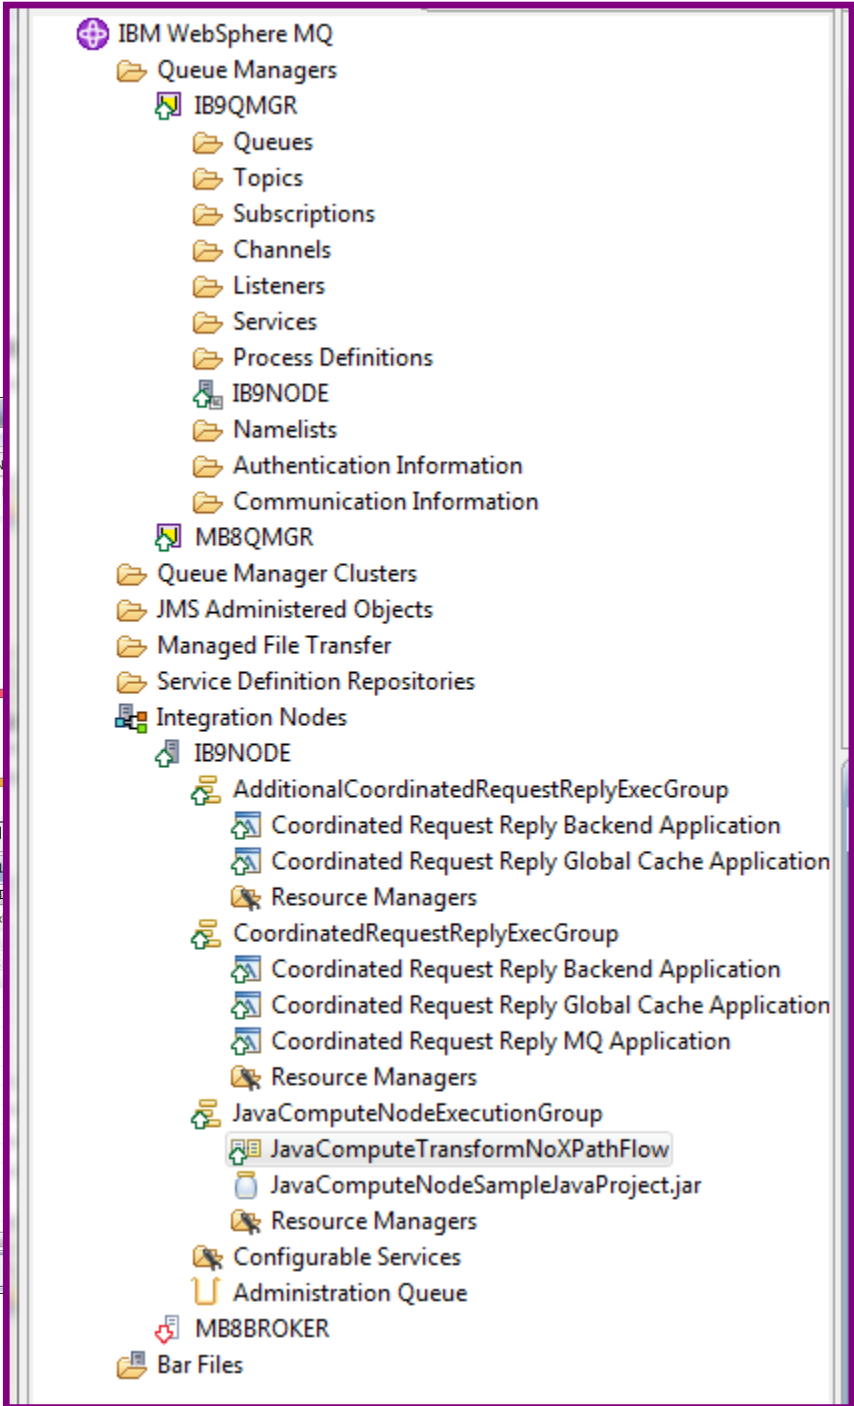 IBM WebSphere MQ
Queue Managers
IB9QMGR
Queues
Topics
Subscriptions
Channels
Listeners
Services
Process Definitions
IB9NODE
Namelists
Authentication Information
Communication Information
MB8QMGR
Queue Manager Clusters
JMS Administered Objects
Managed File Transfer
Service Definition Repositories
Integration Nodes
IB9NODE
AdditionalCoordinatedRequestReplyExecGroup
Coordinated Request Reply Backend Application
Coordinated Request Reply Global Cache Application
Resource Managers
CoordinatedRequestReplyExecGroup
Coordinated Request Reply Backend Application
Coordinated Request Reply Global Cache Application
Coordinated Request Reply MQ Application
Resource Managers
JavaComputeNodeExecutionGroup
JavaComputeTransformNoXPathFlow
JavaComputeNodeSampleJavaProject.jar
Resource Managers
Configurable Services
Administration Queue
MB8BROKER
Bar Files